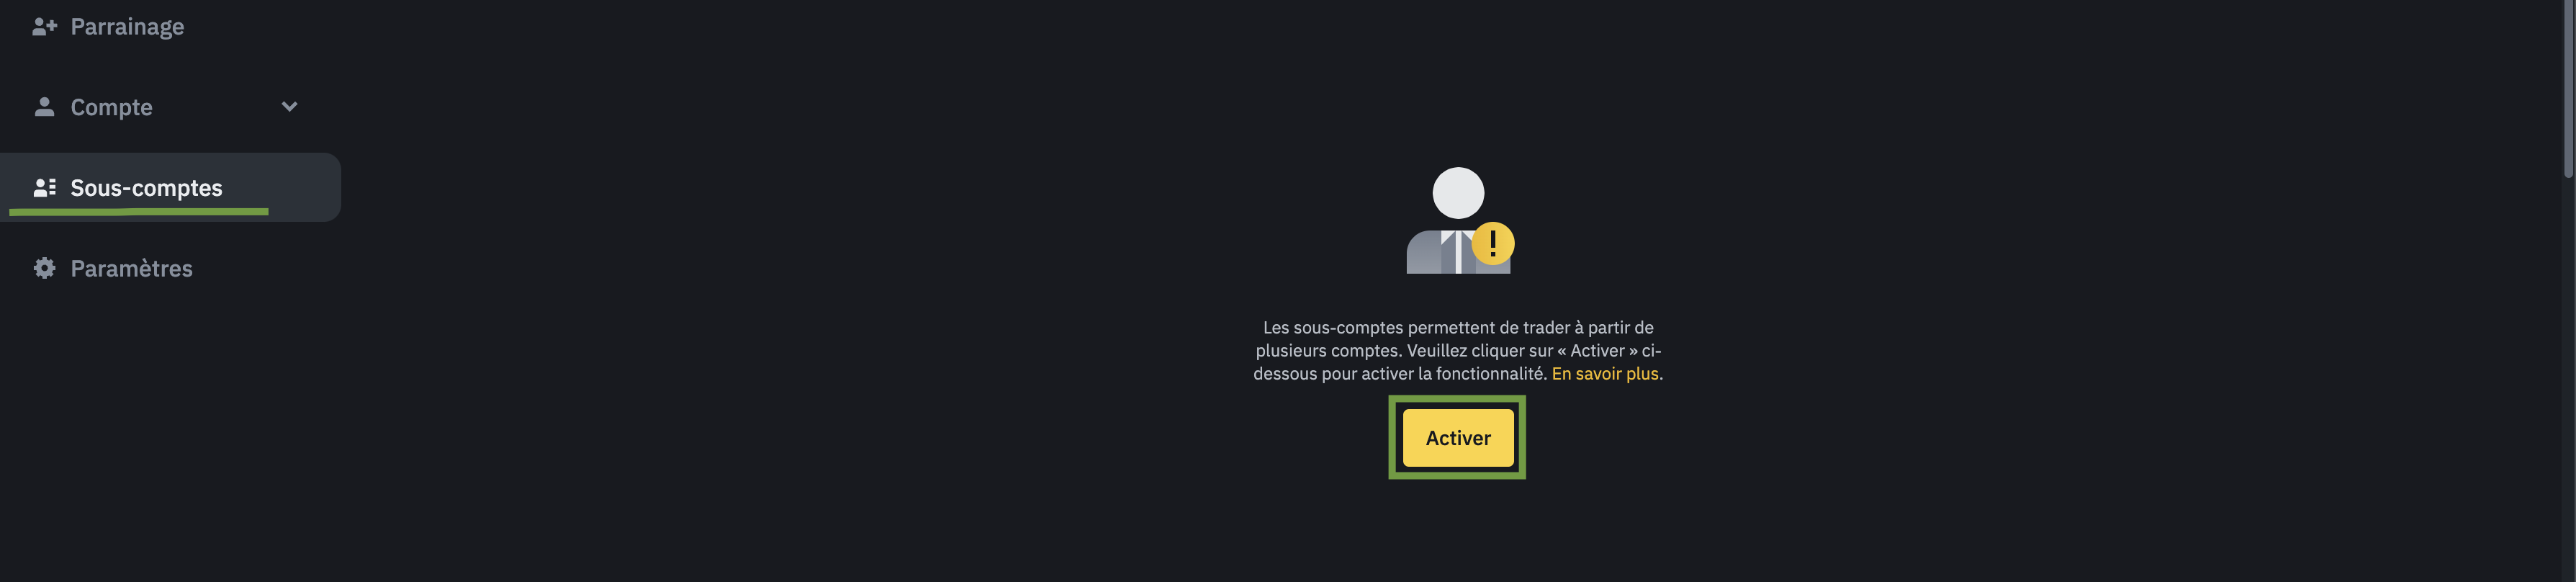 Parrainage
Compte
Sous-comptes
Paramètres
Les sous-comptes permettent de trader à partir de
plusieurs comptes. Veuillez cliquer sur « Activer » ci-
dessous pour activer la fonctionnalité. En savoir plus.
Activer